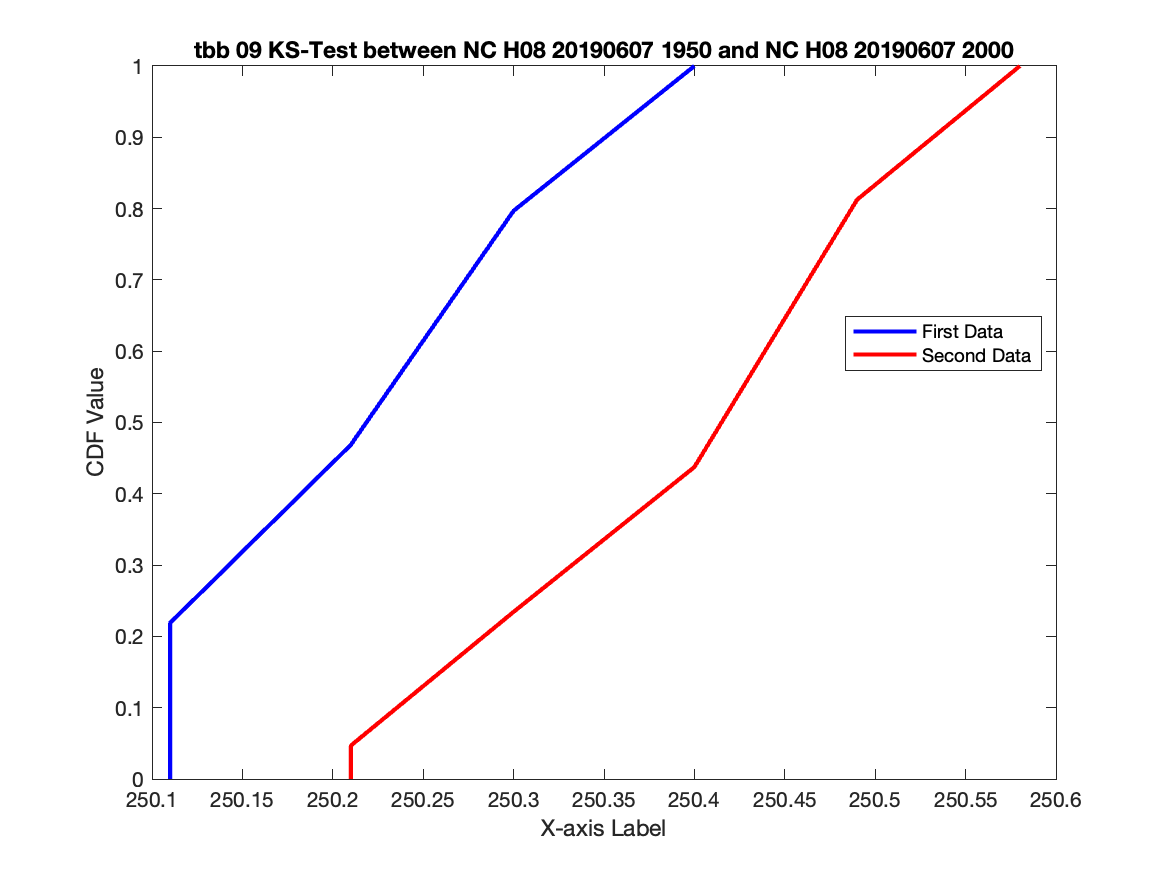 tbb 09 KS-Test between NC H08 20190607 1950 and NC H08 20190607 2000
1
0.9
0.8
0.7
0.6
0.5
0.4
0.3
0.2
0.1
0
CDF Value
First Data
Second Data
250.1 250.15 250.2 250.25 250.3 250.35 250.4 250.45 250.5 250.55 250.6
X-axis Label